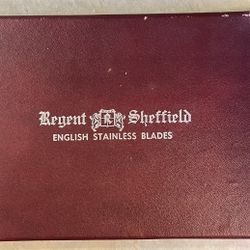 Regent R Sheffield
ENGLISH STAINLESS BLADES